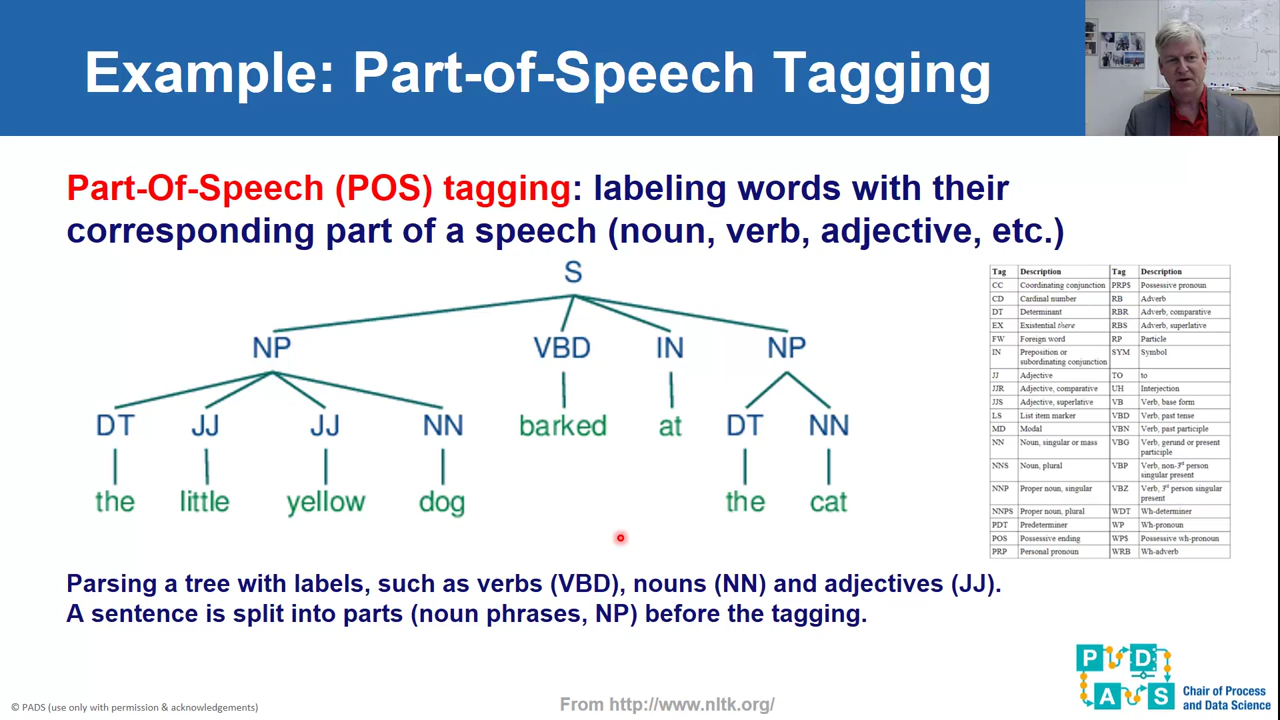 Example: Part-of-Speech Tagging
Part-Of-Speech (POS) tagging: labeling words with their
corresponding part of a speech (noun, verb, adjective, etc.)
S
NP VBD IN NP
DT JJ JJ NN barked at DT NN
the little yellow dog the cat
Tag Description Tag Description
CC Coordinating conjunction PRP$ Possessive pronoun
CD Cardinal number RB Adverb
DT Determinant RBR Adverb, comparative
EX Existential there RBS Adverb, superlative
FW Foreign word RP Particle
IN Preposition or subordinating conjunction SYM Symbol
JJ Adjective TO to
JJR Adjective, comparative UH Interjection
JJS Adjective, superlative VB Verb, base form
LS List item marker VBD Verb, past tense
MD Modal VBN Verb, past participle
NN Noun, singular or mass VBG Verb, gerund or present participle
NNS Noun, plural VBP Verb, non-3rd person singular present
NNP Proper noun, singular VBZ Verb, 3rd person singular present
NNPS Proper noun, plural WDT Wh-determiner
PDT Predeterminer WP Wh-pronoun
POS Possessive ending WP$ Possessive wh-pronoun
PRP Personal pronoun WRB Wh-adverb
Parsing a tree with labels, such as verbs (VBD), nouns (NN) and adjectives (JJ).
A sentence is split into parts (noun phrases, NP) before the tagging.
© PADS (use only with permission & acknowledgements)
From http://www.nltk.org/
P D
A S
Chair of Process
and Data Science